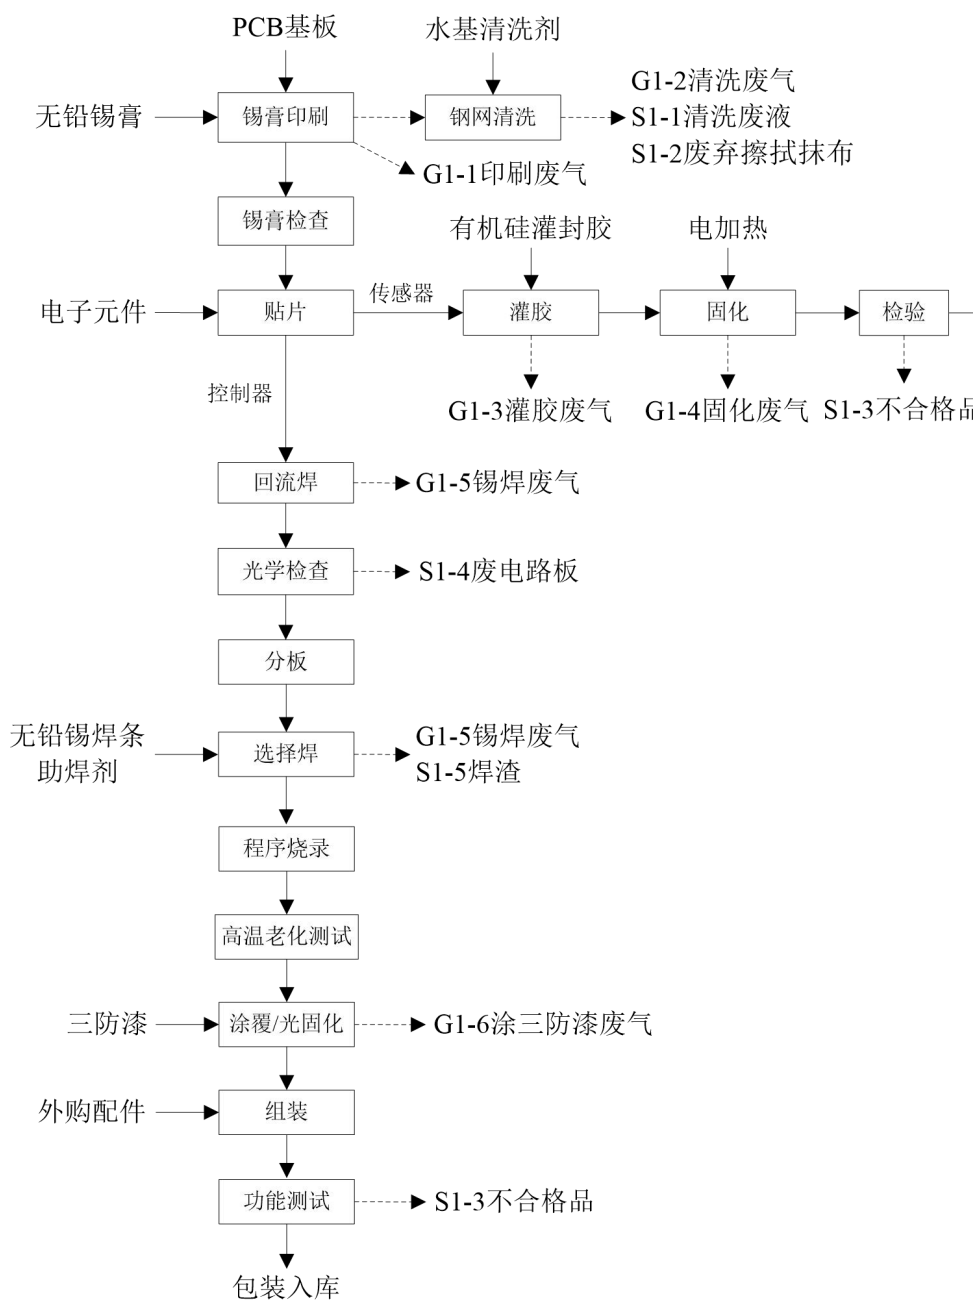 PCB基板
水基清洗剂
无铅锡膏
锡膏印刷
钢网清洗
G1-2清洗废气
S1-1清洗废液
S1-2废弃擦拭抹布
G1-1印刷废气
锡膏检查
有机硅灌封胶
电加热
电子元件
贴片
传感器
灌胶
固化
检验
控制器
G1-3灌胶废气
G1-4固化废气
S1-3不合格品
回流焊
G1-5锡焊废气
光学检查
S1-4废电路板
分板
无铅锡焊条
助焊剂
选择焊
G1-5锡焊废气
S1-5焊渣
程序烧录
高温老化测试
三防漆
涂覆/光固化
G1-6涂三防漆废气
外购配件
组装
功能测试
S1-3不合格品
包装入库